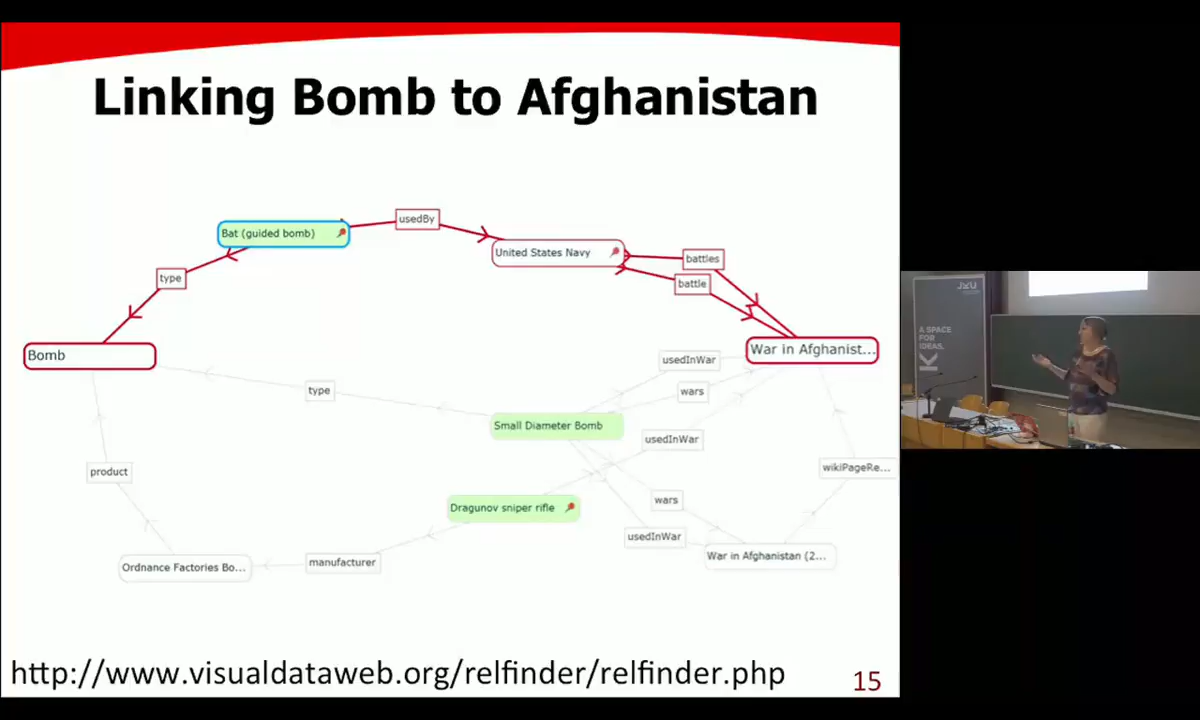 Linking Bomb to Afghanistan
usedBy
Bat (guided bomb)
United States Navy
battles
type
battle
Bomb
War in Afghanist...
usedInWar
type
wars
Small Diameter Bomb
usedInWar
product
wikiPageRe...
wars
Dragunov sniper rifle
usedInWar
War in Afghanistan (2...
manufacturer
Ordnance Factories Bo...
http://www.visualdataweb.org/relfinder/relfinder.php
15
JKU
A SPACE
FOR
IDEAS.